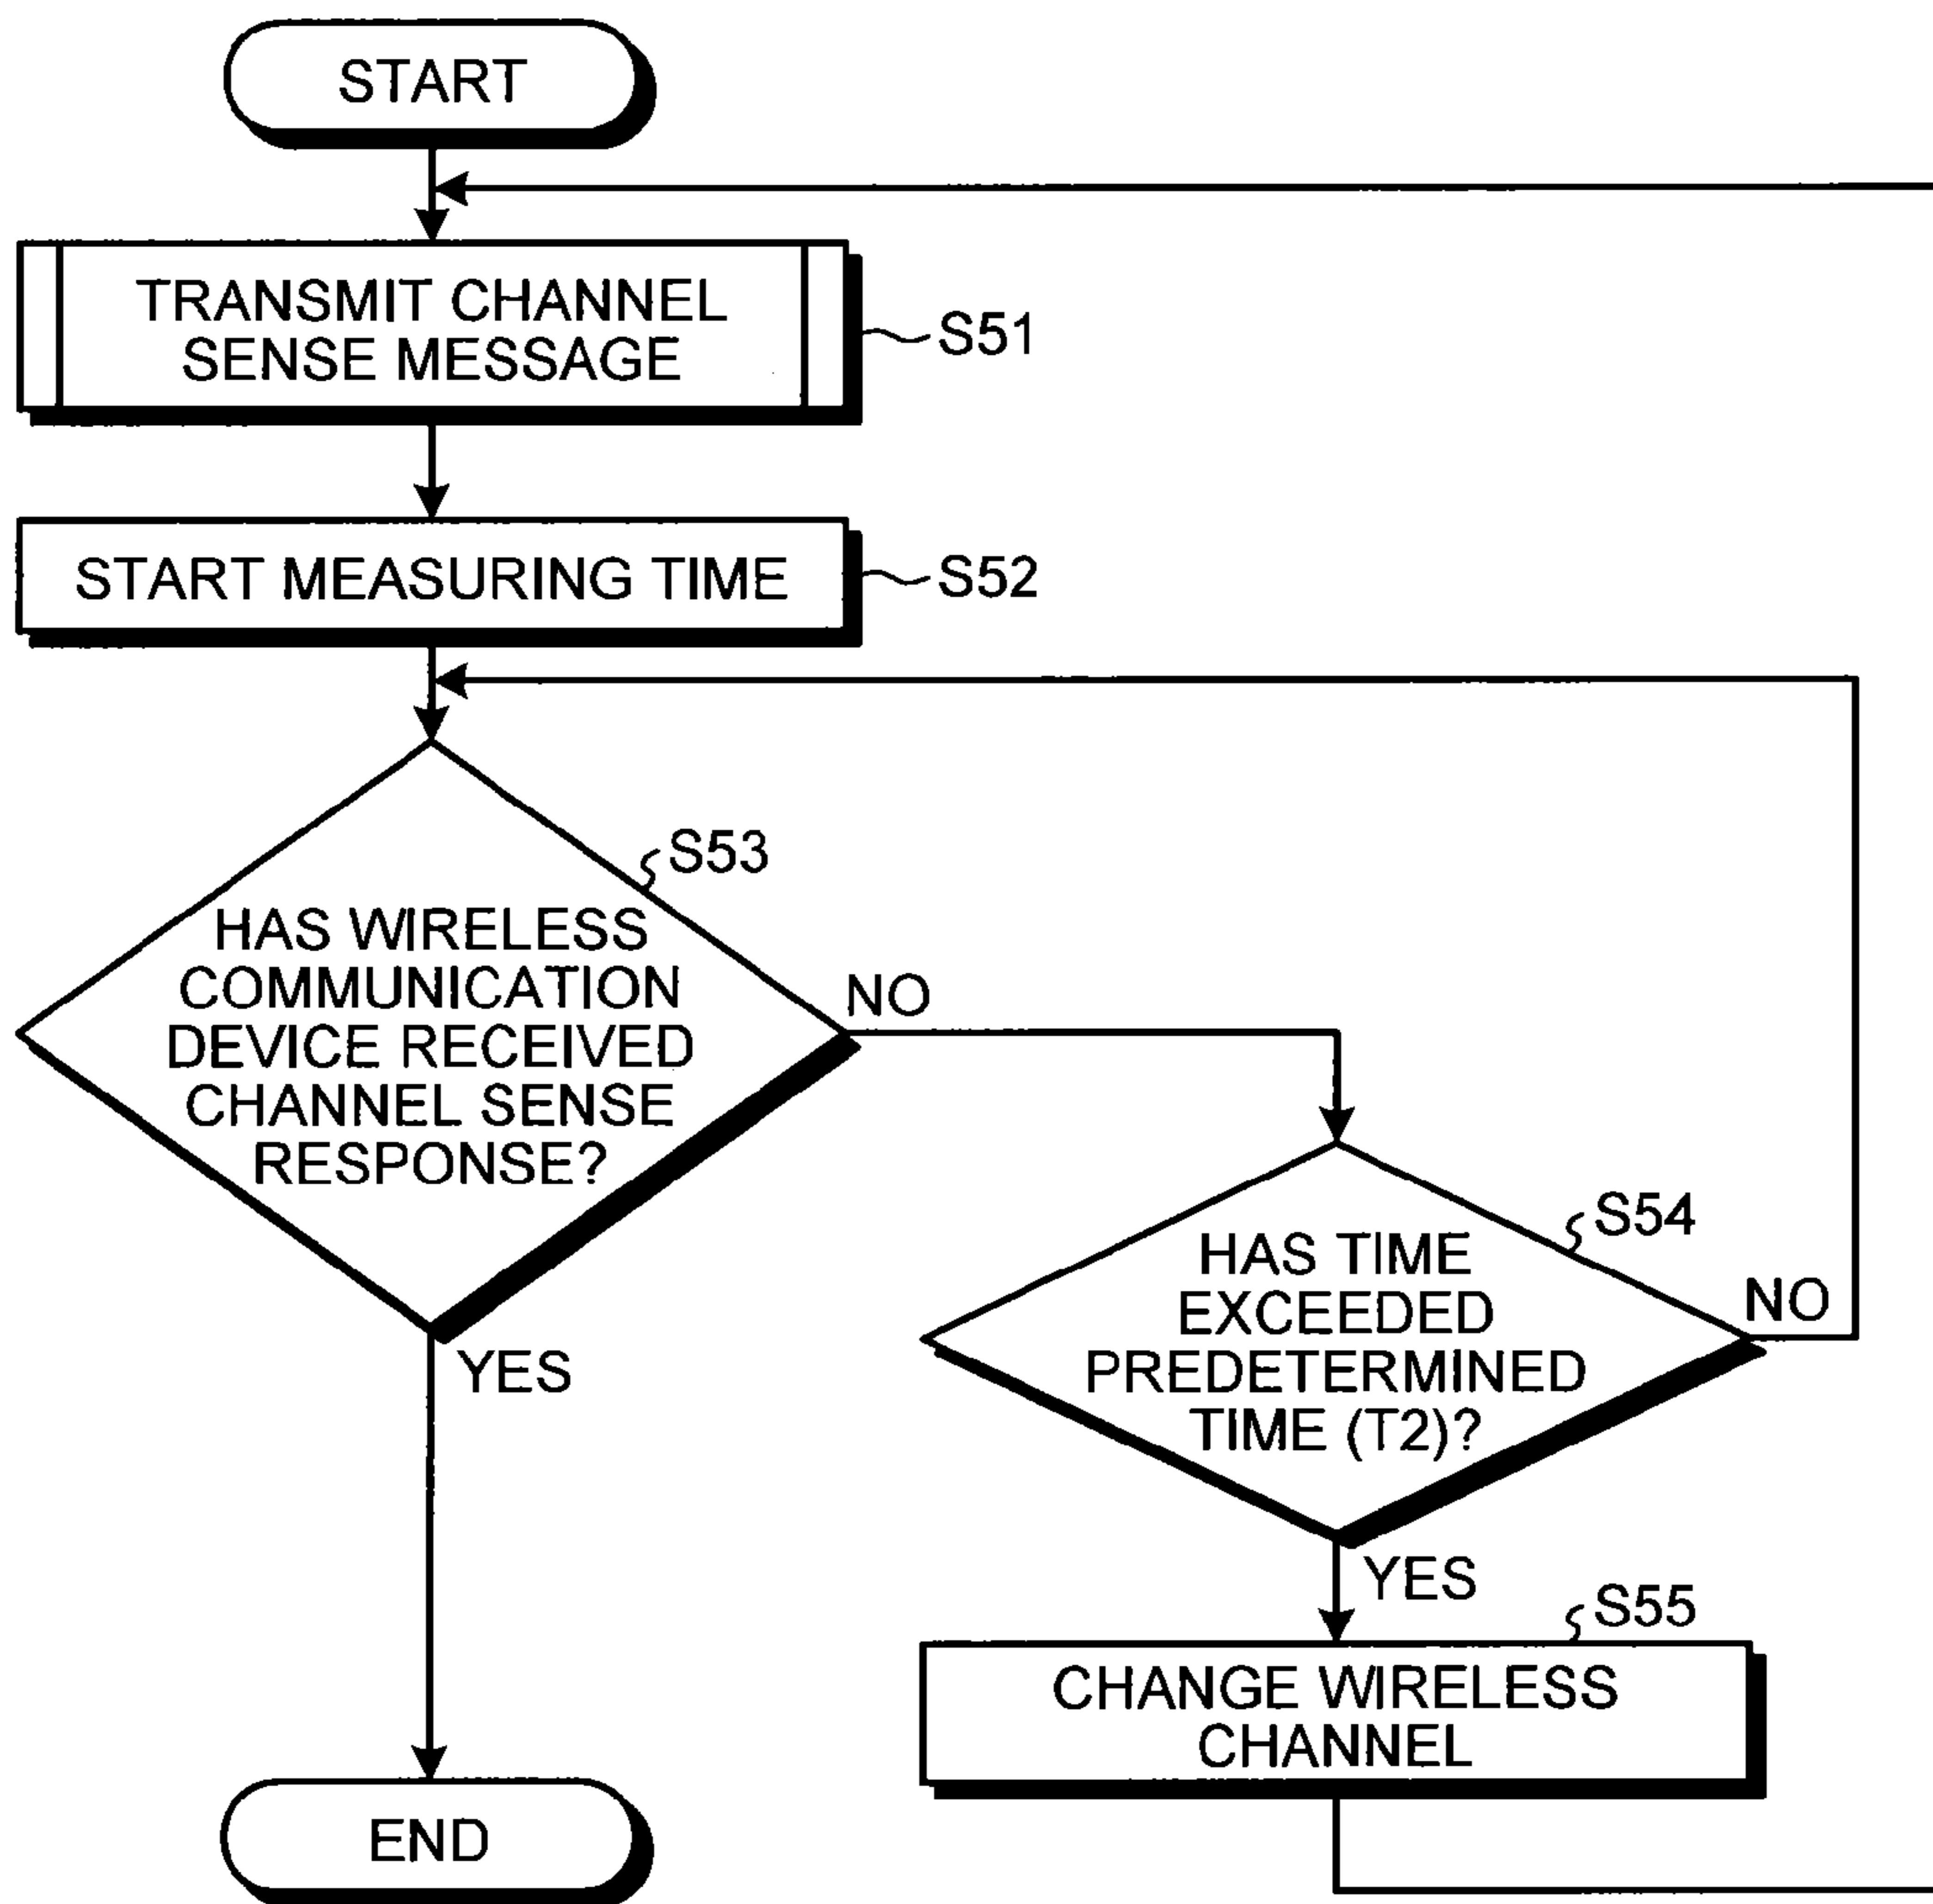 START
TRANSMIT CHANNEL
SENSE MESSAGE
S51
START MEASURING TIME
S52
S53
HAS WIRELESS
COMMUNICATION
DEVICE RECEIVED
CHANNEL SENSE
RESPONSE?
NO
YES
S54
HAS TIME
EXCEEDED
PREDETERMINED
TIME (T2)?
NO
YES
S55
CHANGE WIRELESS
CHANNEL
END